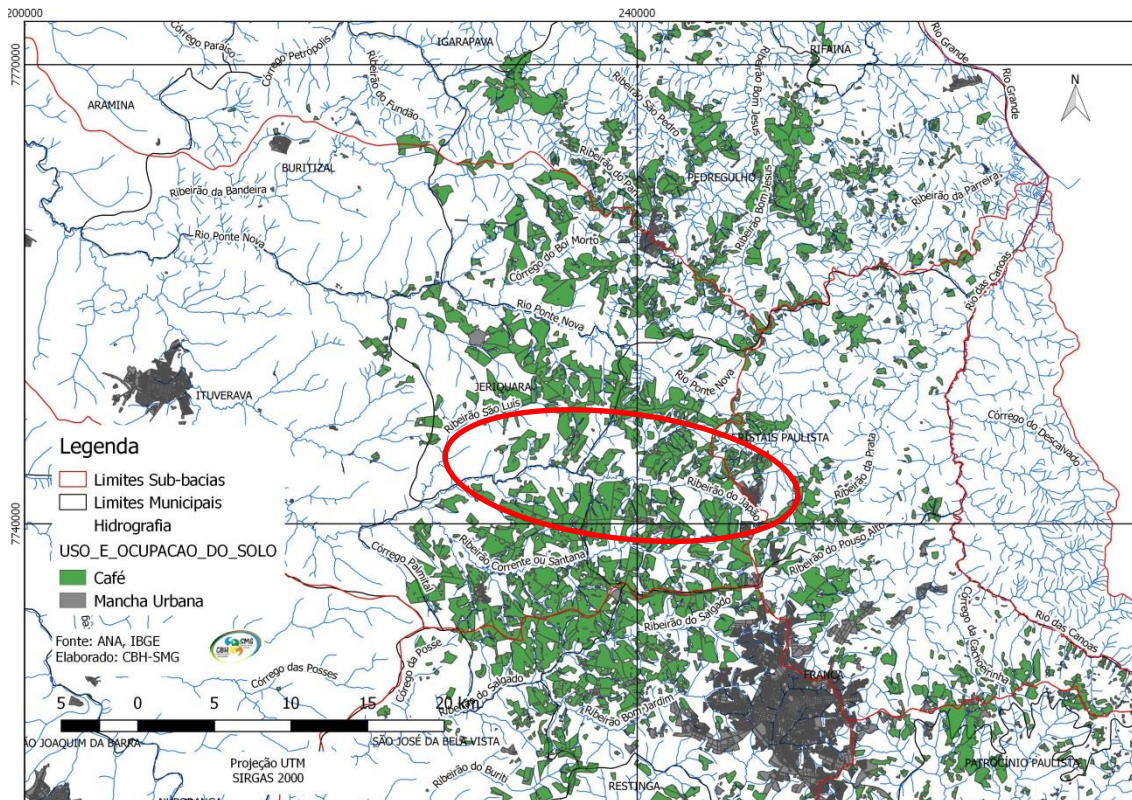 200000
240000
IGARAPAVA
RIFAINA
Rio Grande
Rio Grande
7770000
Córrego Paraíso
Córrego Petrópolis
Ribeirão do Fundão
ARAMINA
N
Ribeirão São Pedro
Ribeirão Bom Jesus
BURITIZAL
PEDREGULHO
Ribeirão da Bandeira
Ribeirão da Parreira
Ribeirão Bom Jesus
Rio Ponte Nova
Córrego do Boi Morto
Rio das Canoas
Rio Ponte Nova
Rio Ponte Nova
JERIQUARA
ITUVERAVA
Ribeirão São Luis
RISTAIS PAULISTA
Córrego do Descalvado
Ribeirão da Prata
Ribeirão do Japão
7740000
Ribeirão do Pouso Alto
Ribeirão Corrente ou Santana
Córrego Palmital
Legenda
Limites Sub-bacias
Limites Municipais
Hidrografia
USO_E_OCUPACAO_DO_SOLO
Café
Mancha Urbana
Fonte: ANA, IBGE
Elaborado: CBH-SMG
CBH
SMG
Ribeirão do Salgado
Córrego da Cachoeirinha
Rio das Canoas
Córrego da Posse
Córrego das Posses
FRANCA
Ribeirão do Salgado
Ribeirão Bom Jardim
5 0 5 10 15 20 km
ÃO JOAQUIM DA BARRA
SÃO JOSÉ DA BELA VISTA
Projeção UTM
SIRGAS 2000
PATROCÍNIO PAULISTA
Ribeirão do Buriti
RESTINGA